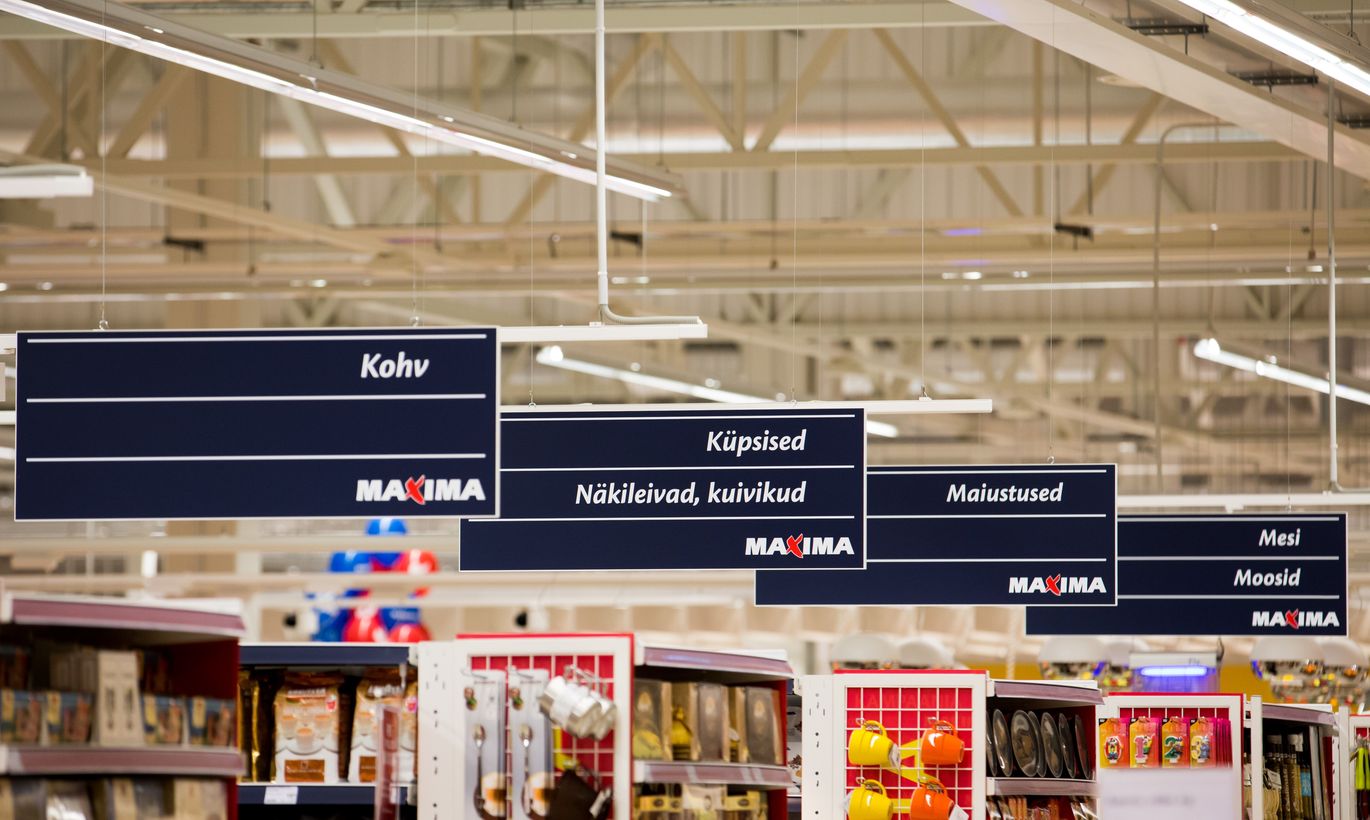 Kohv
MAXIMA
Küpsised
Näkileivad, kuivikud
MAXIMA
Maiustused
MAXIMA
Mesi
Moosid
MAXIMA